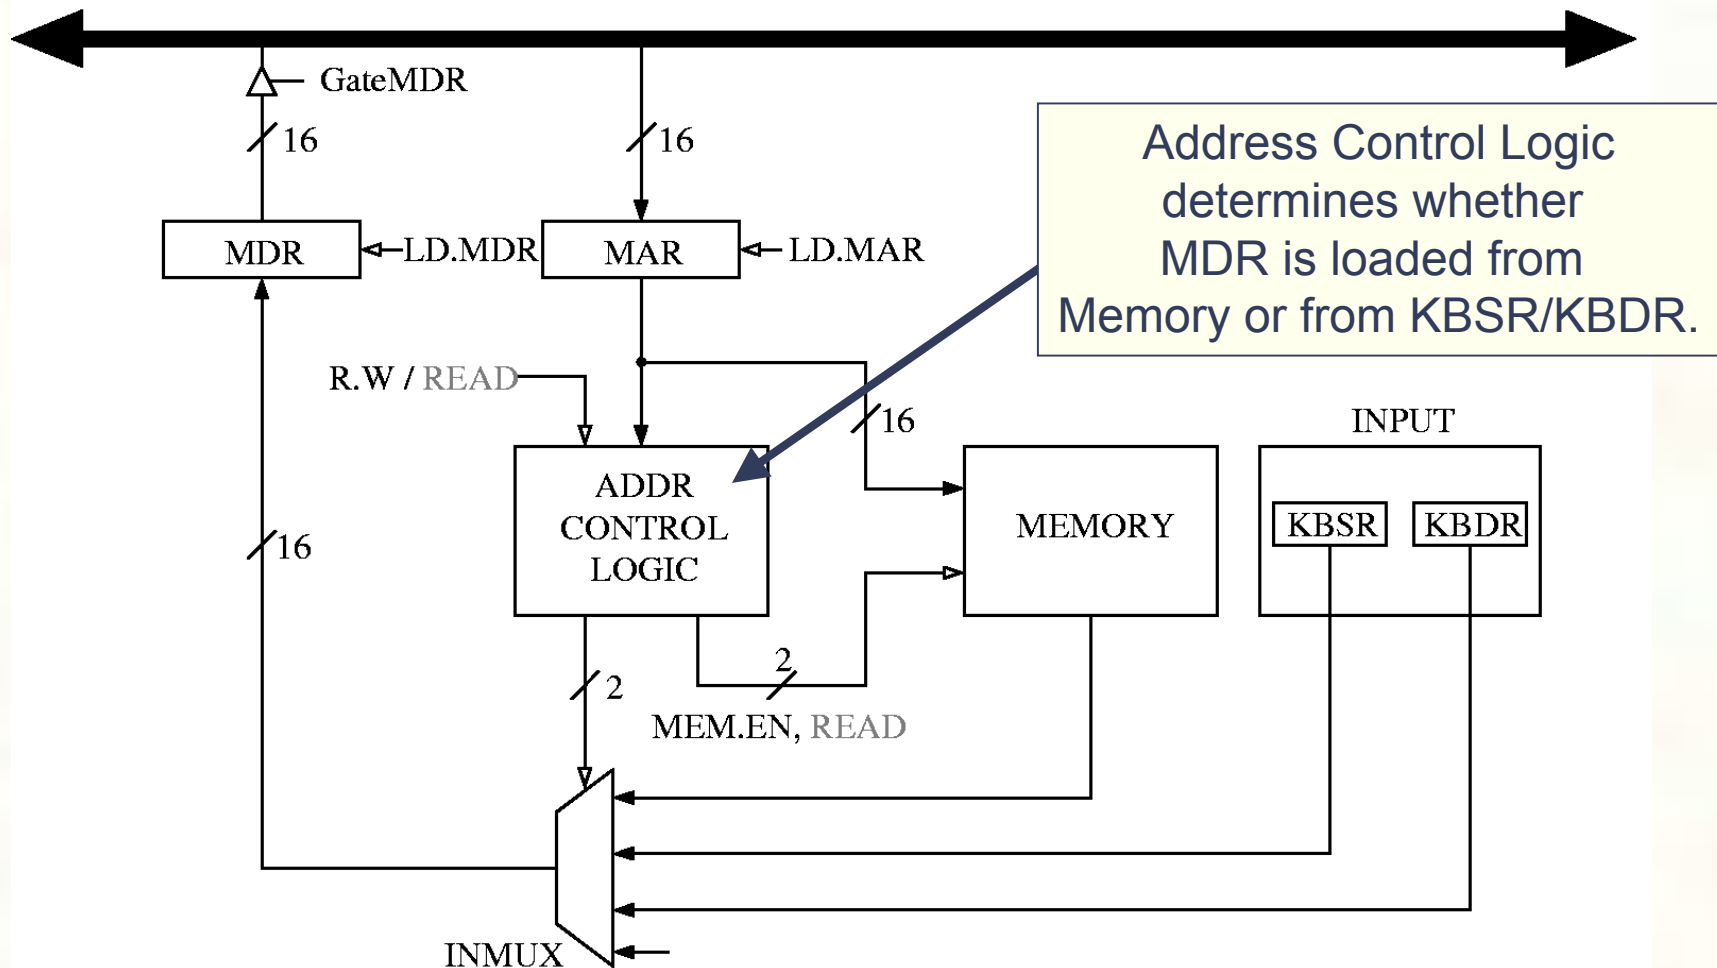 GateMDR
16
16
Address Control Logic
determines whether
MDR is loaded from
Memory or from KBSR/KBDR.
MDR
LD.MDR
MAR
LD.MAR
R.W / READ
16
INPUT
ADDR
CONTROL
LOGIC
MEMORY
KBSR
KBDR
16
2
2
MEM.EN, READ
INMUX